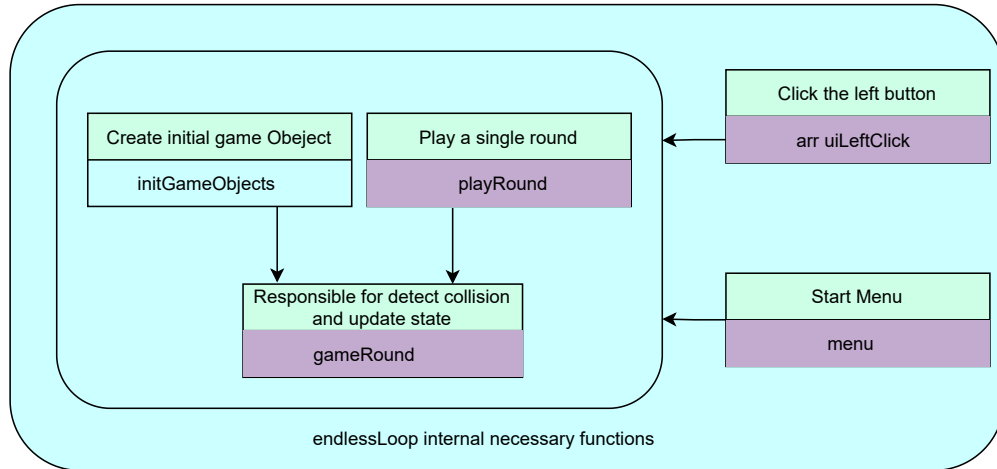 Click the left button
arr uiLeftClick
Create initial game Obeject
initGameObjects
Play a single round
playRound
Responsible for detect collision
and update state
gameRound
Start Menu
menu
endlessLoop internal necessary functions